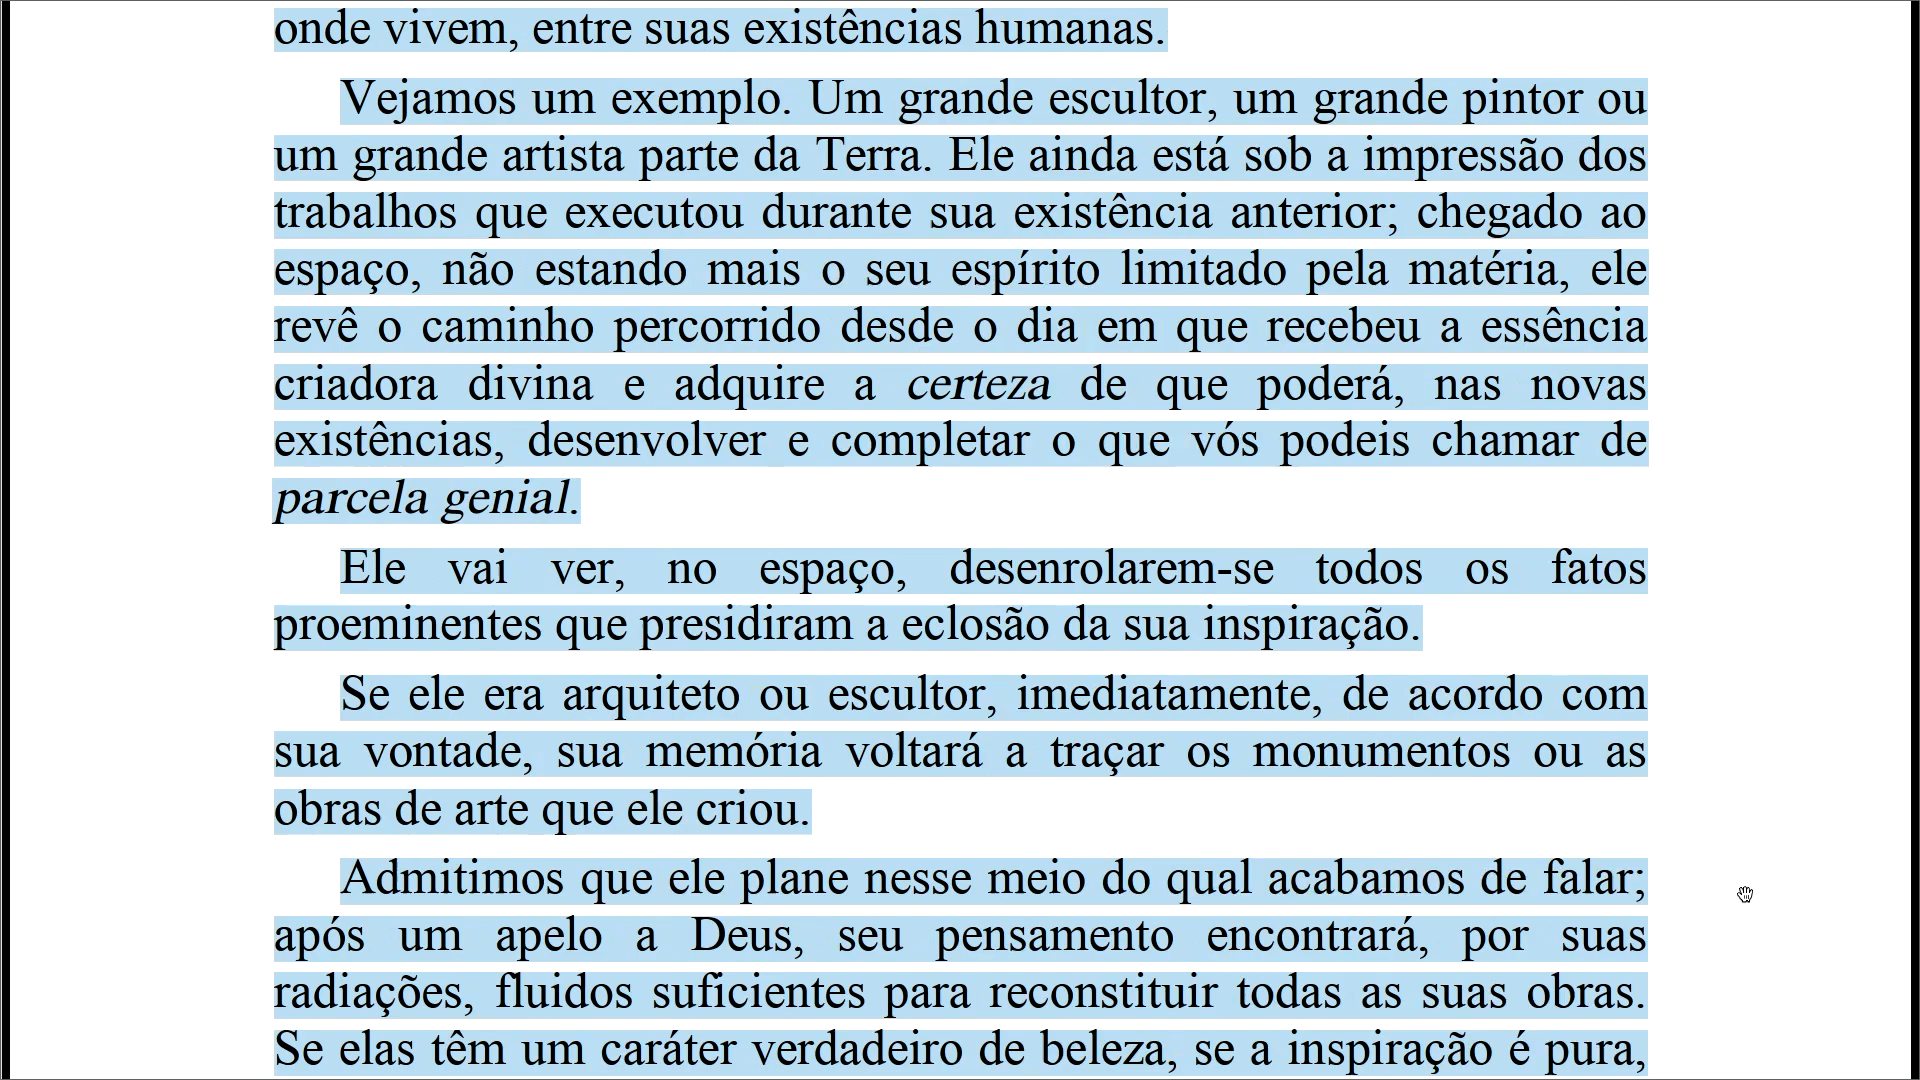 onde vivem, entre suas existências humanas.
Vejamos um exemplo. Um grande escultor, um grande pintor ou
um grande artista parte da Terra. Ele ainda está sob a impressão dos
trabalhos que executou durante sua existência anterior; chegado ao
espaço, não estando mais o seu espírito limitado pela matéria, ele
revê o caminho percorrido desde o dia em que recebeu a essência
criadora divina e adquire a certeza de que poderá, nas novas
existências, desenvolver e completar o que vós podeis chamar de
parcela genial.
Ele vai ver, no espaço, desenrolarem-se todos os fatos
proeminentes que presidiram a eclosão da sua inspiração.
Se ele era arquiteto ou escultor, imediatamente, de acordo com
sua vontade, sua memória voltará a traçar os monumentos ou as
obras de arte que ele criou.
Admitimos que ele plane nesse meio do qual acabamos de falar;
após um apelo a Deus, seu pensamento encontrará, por suas
radiações, fluidos suficientes para reconstituir todas as suas obras.
Se elas têm um caráter verdadeiro de beleza, se a inspiração é pura,